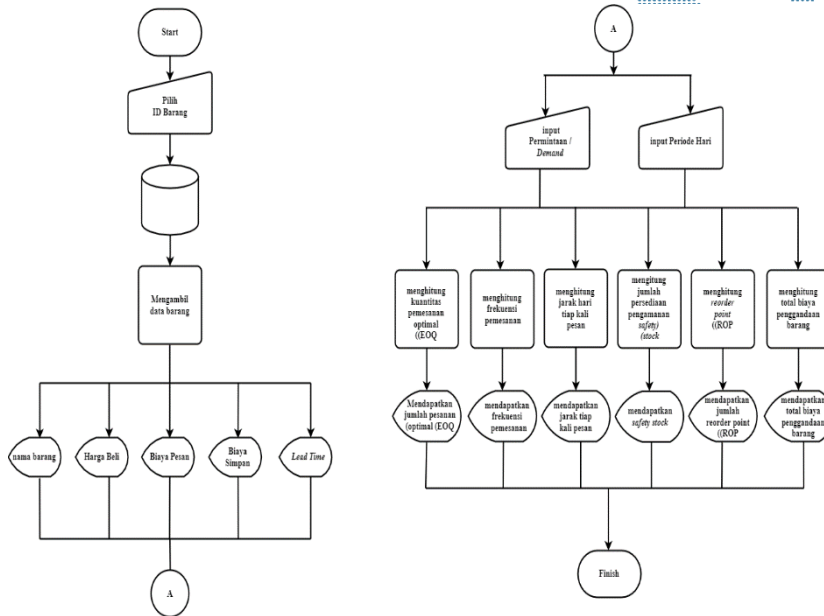 Start
Pilih
ID Barang
Mengambil
data barang
nama barang
Harga Beli
Biaya Pesan
Biaya
Simpan
Lead Time
A
A
input
Permintaan /
Demand
input Periode Hari
menghitung
kuantitas
pemesanan
optimal
((EOQ
menghitung
frekuensi
pemesanan
menghitung
jarak hari
tiap kali
pesan
mengitung
jumlah
persediaan
pengamanan
safety)
(stock
menghitung
reorder
point
((ROP
menghitung
total biaya
penggandaan
barang
Mendapatkan
jumlah pesanan
(optimal (EOQ
mendapatkan
frekuensi
pemesanan
mendapatkan
jarak tiap
kali pesan
mendapatkan
safety stock
mendapatkan
jumlah
reorder point
((ROP
mendapatkan
total biaya
penggandaan
barang
Finish